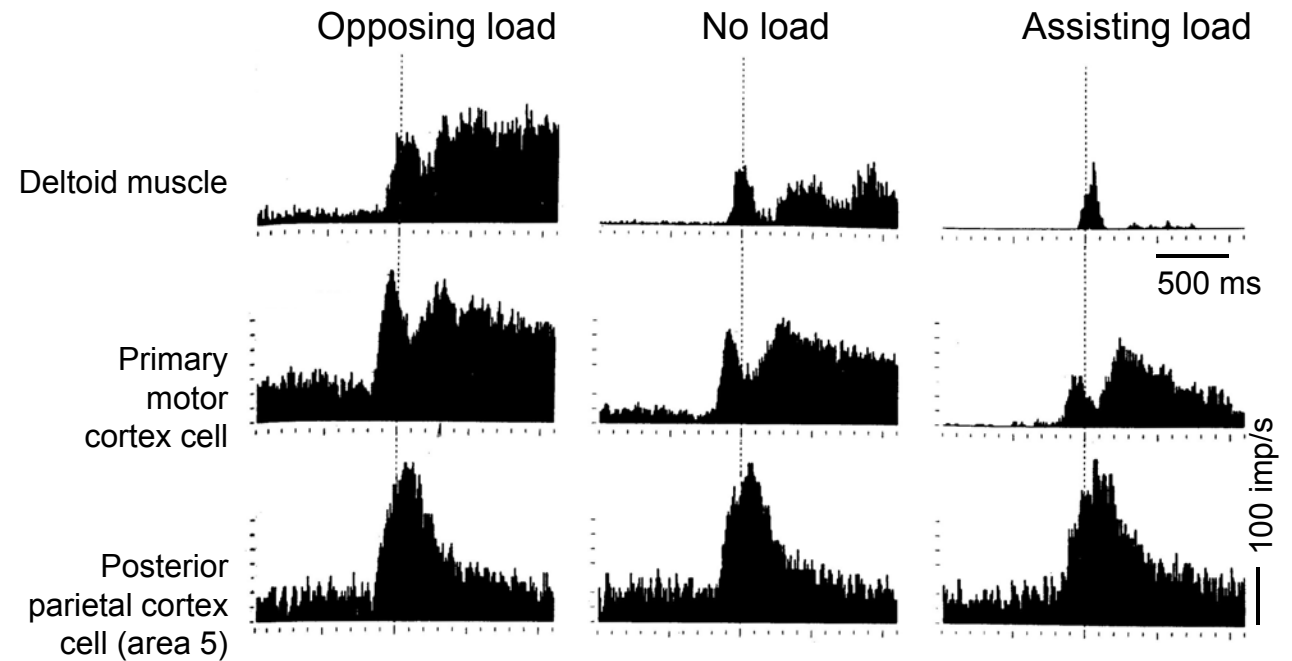 Opposing load
No load
Assisting load
Deltoid muscle
500 ms
Primary
motor
cortex cell
Posterior
parietal cortex
cell (area 5)
100 imp/s